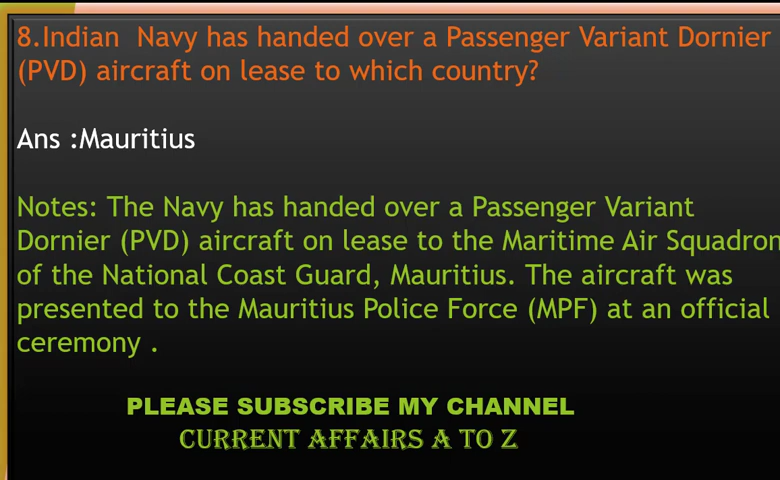 8.Indian Navy has handed over a Passenger Variant Dornier
(PVD) aircraft on lease to which country?
Ans :Mauritius
Notes: The Navy has handed over a Passenger Variant
Dornier (PVD) aircraft on lease to the Maritime Air Squadron
of the National Coast Guard, Mauritius. The aircraft was
presented to the Mauritius Police Force (MPF) at an official
ceremony .
PLEASE SUBSCRIBE MY CHANNEL
CURRENT AFFAIRS A TO Z